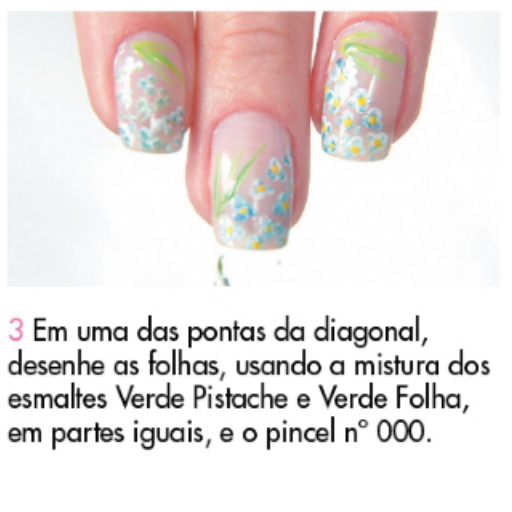 3 Em uma das pontas da diagonal,
desenhe as folhas, usando a mistura dos
esmaltes Verde Pistache e Verde Folha,
em partes iguais, e o pincel nº 000.